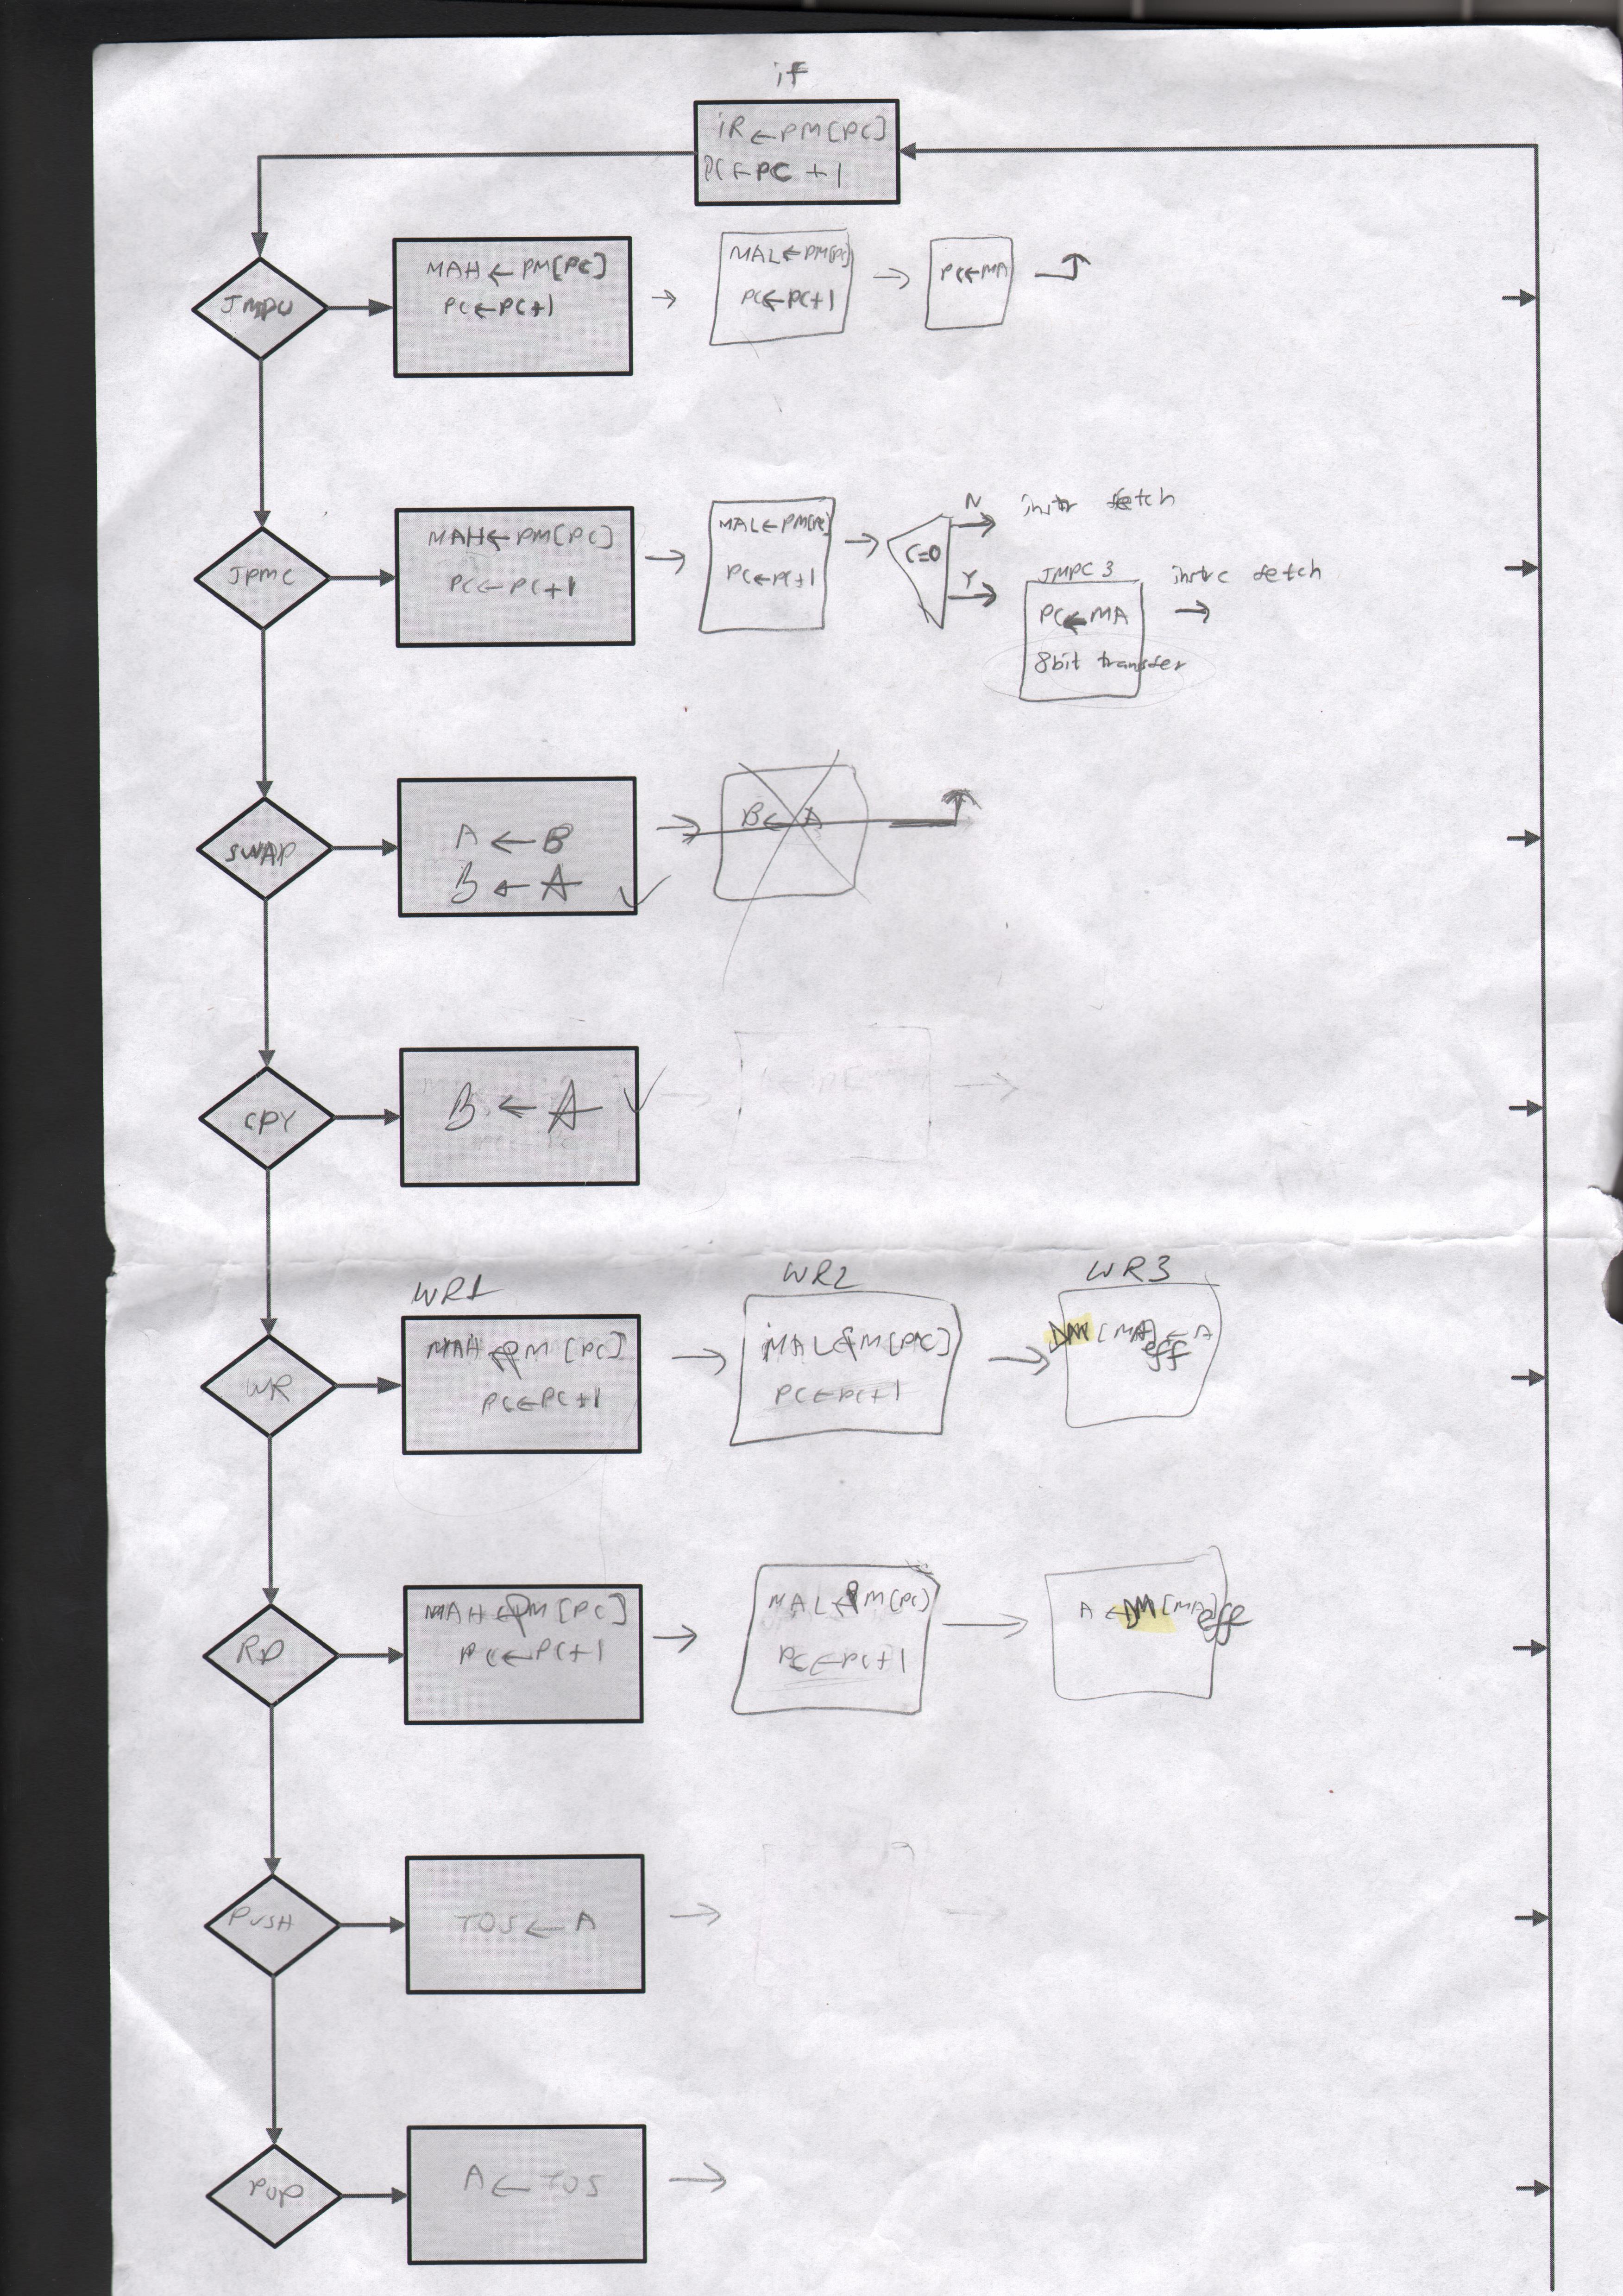 if
IR ← PM[PC]
PC ← PC +1
JMPU
MAH ← PM[PC]
PC ← PC+1
MAL ← PM[PC]
PC ← PC+1
PC ← MA
JPMC
MAH ← PM[PC]
PC ← PC+1
MAL ← PM[PC]
PC ← PC+1
C=0
N
instr fetch
Y
JMPC 3
PC ← MA
8bit transfer
instrc fetch
SWAP
A ← B
B ← A
B ← A
CPY
B ← A
WR
WR1
MAH ← PM [PC]
PC ← PC+1
WR2
MAL ← PM[PC]
PC ← PC+1
WR3
DM [MA] ← A
eff
RD
MAH ← PM [PC]
PC ← PC+1
MAL ← PM[PC]
PC ← PC+1
A ← DM [MA] eff
PUSH
TOS ← A
POP
A ← TOS